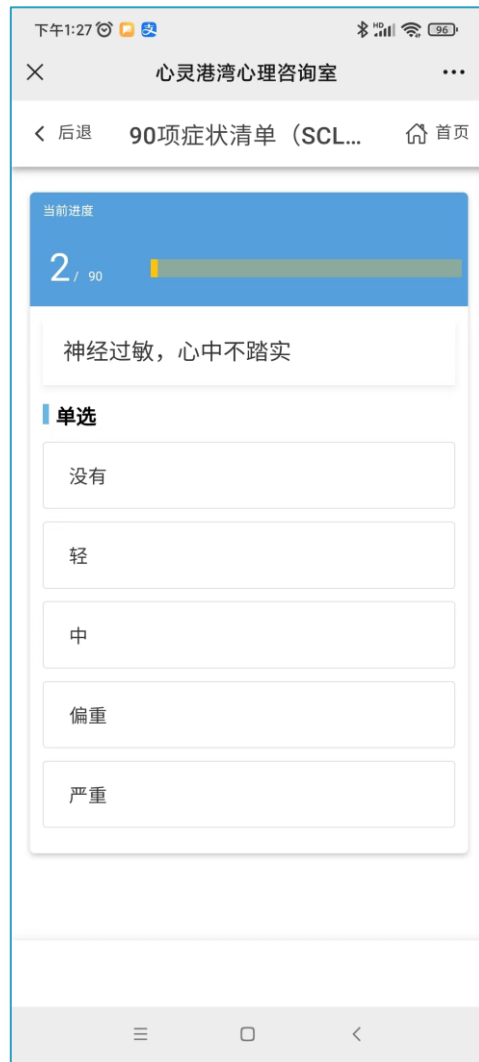 下午1:27
HD
96
心灵港湾心理咨询室
后退 90项症状清单（SCL... 首页
当前进度
2/ 90
神经过敏，心中不踏实
单选
没有
轻
中
偏重
严重